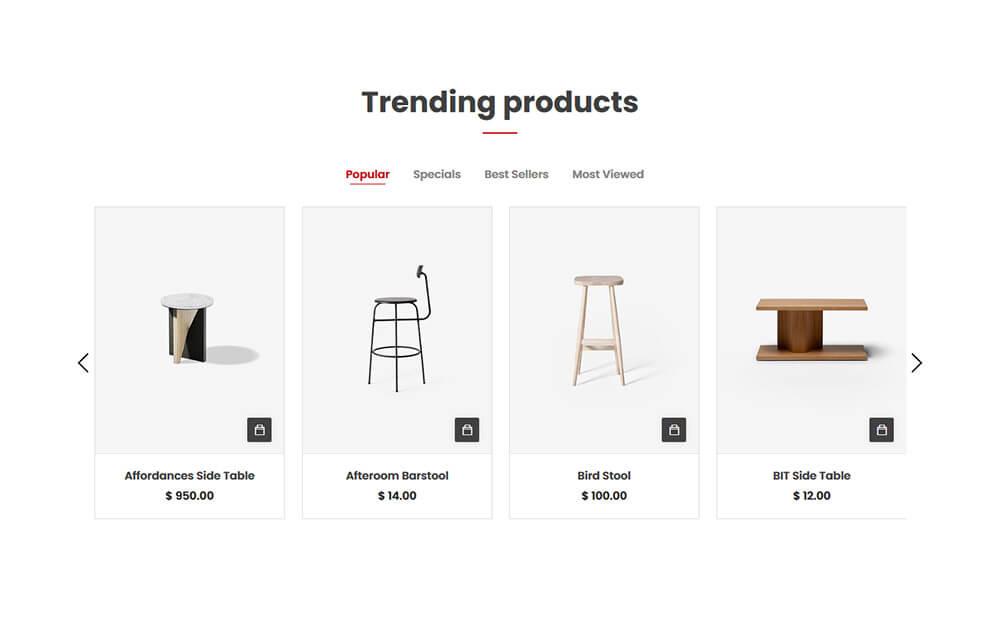 Trending products
Popular Specials Best Sellers Most Viewed
Affordances Side Table
$ 950.00
Afteroom Barstool
$ 14.00
Bird Stool
$ 100.00
BIT Side Table
$ 12.00